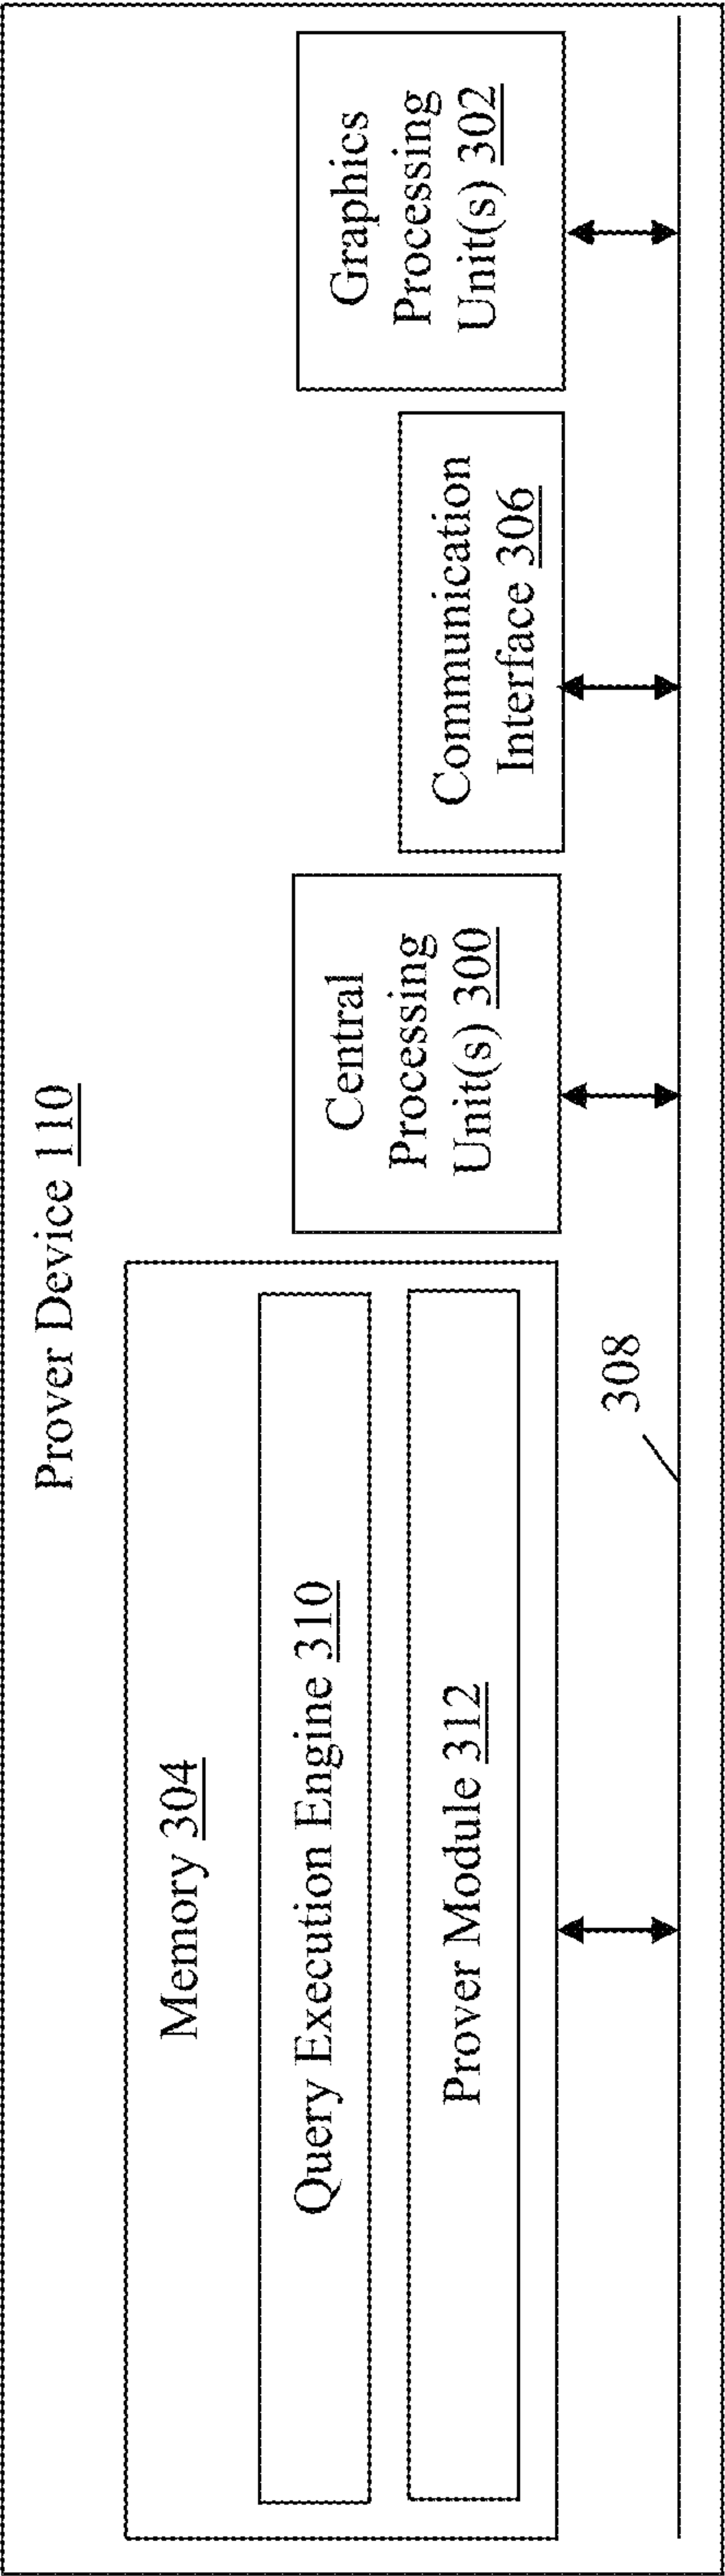 Prover Device 110
Memory 304
Query Execution Engine 310
Prover Module 312
Central
Processing
Unit(s) 300
Communication
Interface 306
Graphics
Processing
Unit(s) 302
308